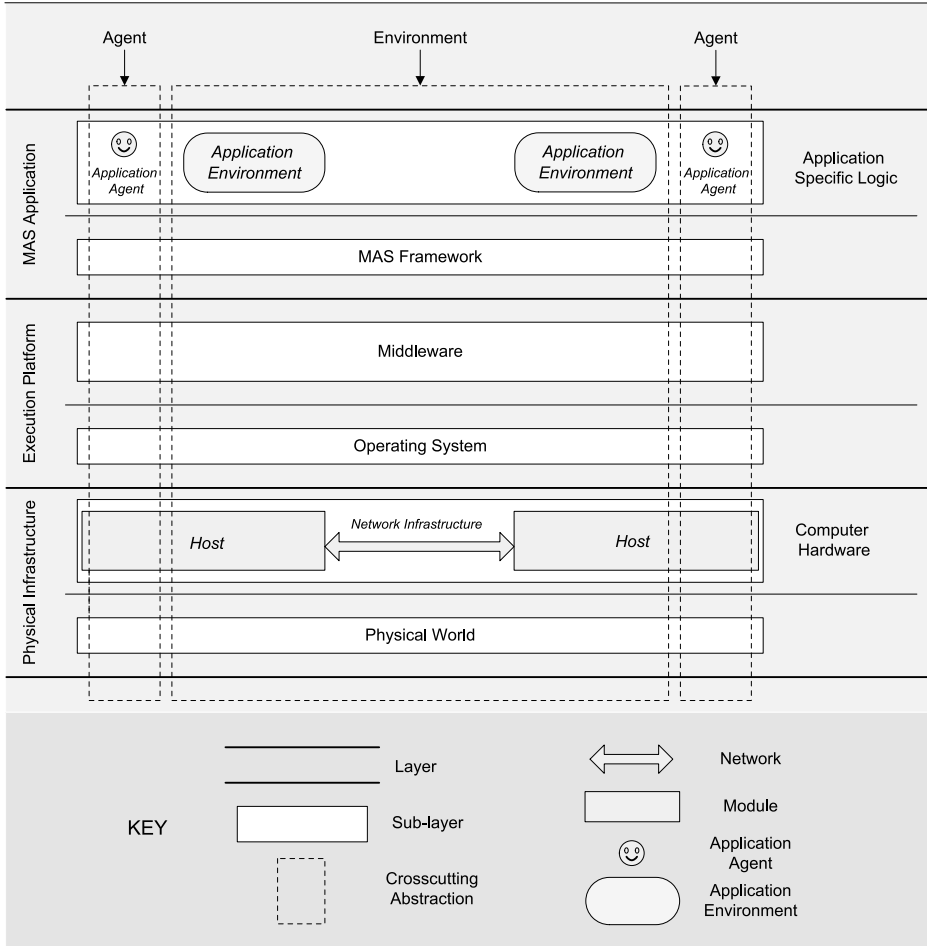 Agent
Environment
Agent
MAS Application
Application
Agent
Application
Environment
Application
Environment
Application
Agent
Application
Specific Logic
MAS Framework
Execution Platform
Middleware
Operating System
Physical Infrastructure
Host
Network Infrastructure
Host
Computer
Hardware
Physical World
KEY
Layer
Sub-layer
Crosscutting
Abstraction
Network
Module
Application
Agent
Application
Environment